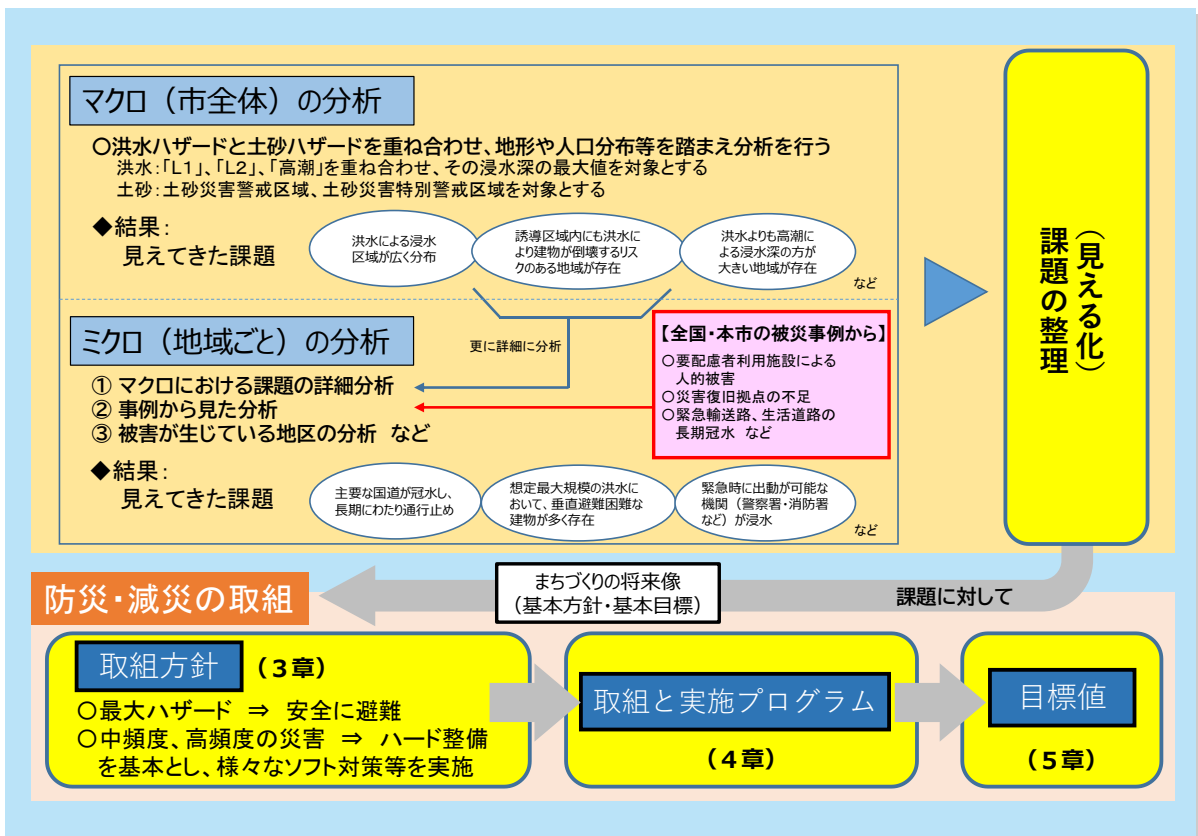 マクロ（市全体）の分析
○洪水ハザードと土砂ハザードを重ね合わせ、地形や人口分布等を踏まえ分析を行う
洪水：「L1」、「L2」、「高潮」を重ね合わせ、その浸水深の最大値を対象とする
土砂：土砂災害警戒区域、土砂災害特別警戒区域を対象とする
◆結果：
見えてきた課題
洪水による浸水
区域が広く分布
誘導区域内にも洪水に
より建物が倒壊するリス
クのある地域が存在
洪水よりも高潮に
よる浸水深の方が
大きい地域が存在
など
ミクロ（地域ごと）の分析
更に詳細に分析
① マクロにおける課題の詳細分析
② 事例から見た分析
③ 被害が生じている地区の分析 など
【全国・本市の被災事例から】
○要配慮者利用施設による
人的被害
○災害復旧拠点の不足
○緊急輸送路、生活道路の
長期冠水 など
◆結果：
見えてきた課題
主要な国道が冠水し、
長期にわたり通行止め
想定最大規模の洪水に
おいて、垂直避難困難な
建物が多く存在
緊急時に出動が可能な
機関（警察署・消防署
など）が浸水
など
（見える化）
課題の整理
課題に対して
まちづくりの将来像
（基本方針・基本目標）
防災・減災の取組
取組方針
（３章）
○最大ハザード ⇒ 安全に避難
○中頻度、高頻度の災害 ⇒ ハード整備
を基本とし、様々なソフト対策等を実施
取組と実施プログラム
（４章）
目標値
（５章）